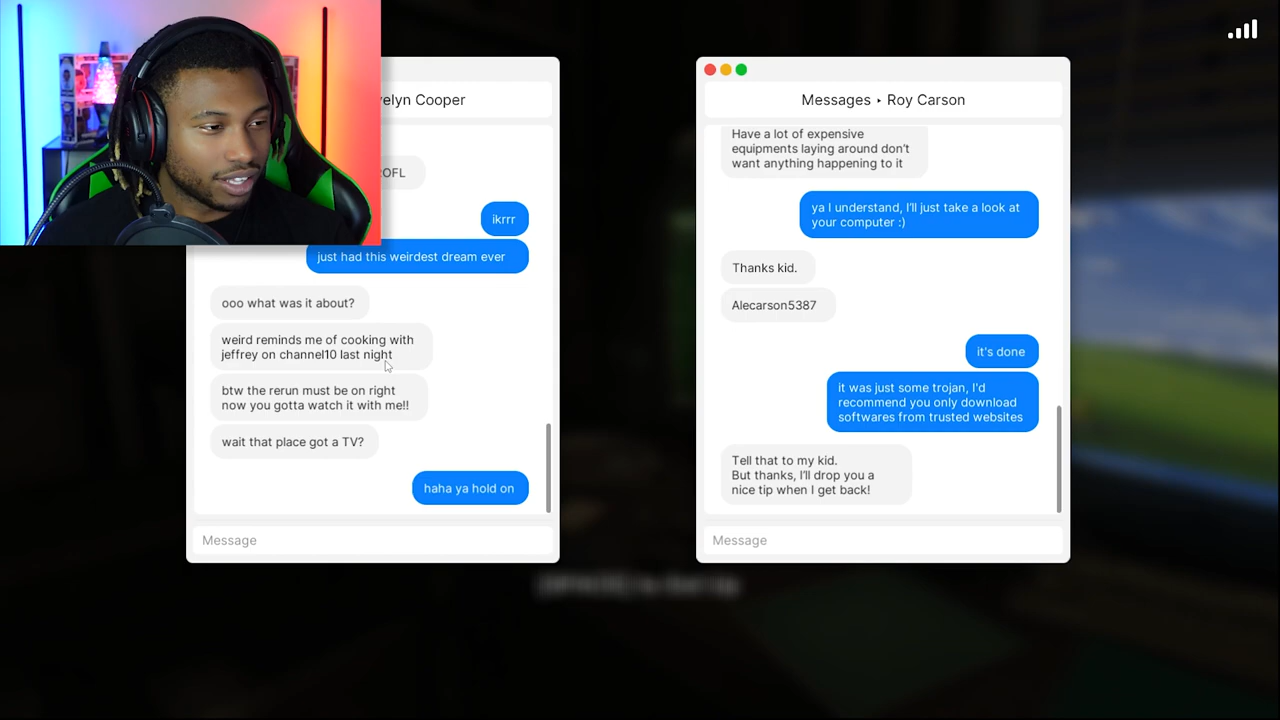 velyn Cooper
OFL
ikrrr
just had this weirdest dream ever
ooo what was it about?
weird reminds me of cooking with
jeffrey on channel10 last night
btw the rerun must be on right
now you gotta watch it with me!!
wait that place got a TV?
haha ya hold on
Message
Messages ▸ Roy Carson
Have a lot of expensive
equipments laying around don't
want anything happening to it
ya I understand, I'll just take a look at
your computer :)
Thanks kid.
Alecarson5387
it's done
it was just some trojan, I'd
recommend you only download
softwares from trusted websites
Tell that to my kid.
But thanks, I'll drop you a
nice tip when I get back!
Message